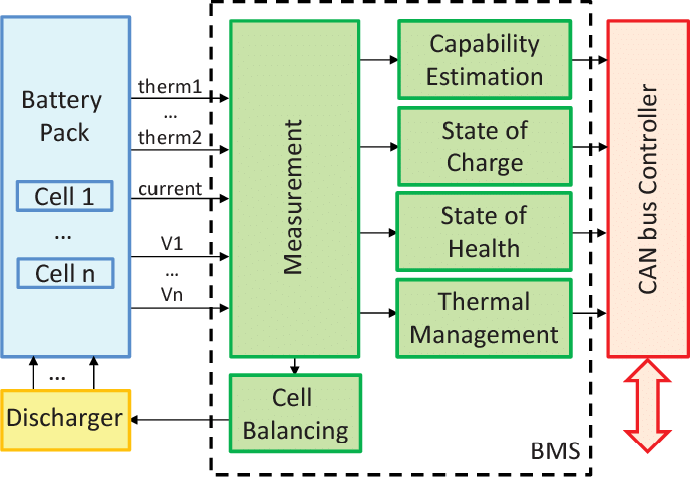 Battery
Pack
Cell 1
...
Cell n
therm1
...
therm2
current
V1
...
Vn
Measurement
Capability
Estimation
State of
Charge
State of
Health
Thermal
Management
CAN bus Controller
...
Discharger
Cell
Balancing
BMS